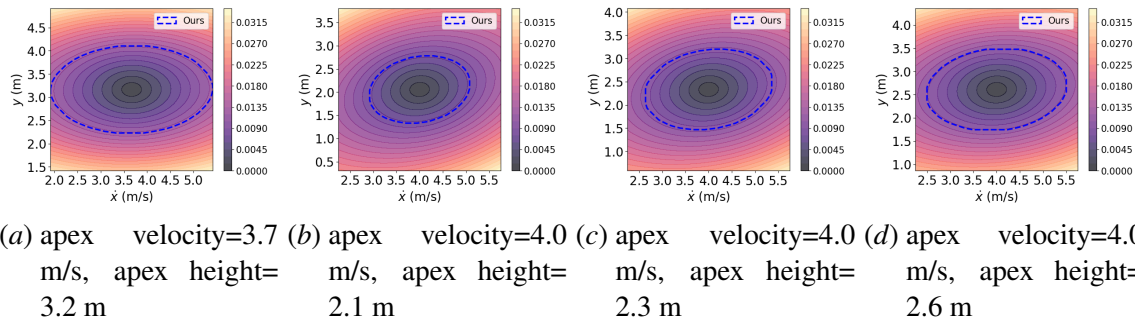 Ours
4.5
4.0
3.5
3.0
2.5
2.0
1.5
y (m)
2.0 2.5 3.0 3.5 4.0 4.5 5.0
ẋ (m/s)
0.0315
0.0270
0.0225
0.0180
0.0135
0.0090
0.0045
0.0000
(a) apex velocity=3.7
m/s, apex height=
3.2 m
Ours
3.5
3.0
2.5
2.0
1.5
1.0
0.5
y (m)
2.5 3.0 3.5 4.0 4.5 5.0 5.5
ẋ (m/s)
0.0315
0.0270
0.0225
0.0180
0.0135
0.0090
0.0045
0.0000
(b) apex velocity=4.0
m/s, apex height=
2.1 m
Ours
4.0
3.5
3.0
2.5
2.0
1.5
1.0
y (m)
2.5 3.0 3.5 4.0 4.5 5.0 5.5
ẋ (m/s)
0.0315
0.0270
0.0225
0.0180
0.0135
0.0090
0.0045
0.0000
(c) apex velocity=4.0
m/s, apex height=
2.3 m
Ours
4.0
3.5
3.0
2.5
2.0
1.5
1.0
y (m)
2.5 3.0 3.5 4.0 4.5 5.0 5.5
ẋ (m/s)
0.0315
0.0270
0.0225
0.0180
0.0135
0.0090
0.0045
0.0000
(d) apex velocity=4.0
m/s, apex height=
2.6 m